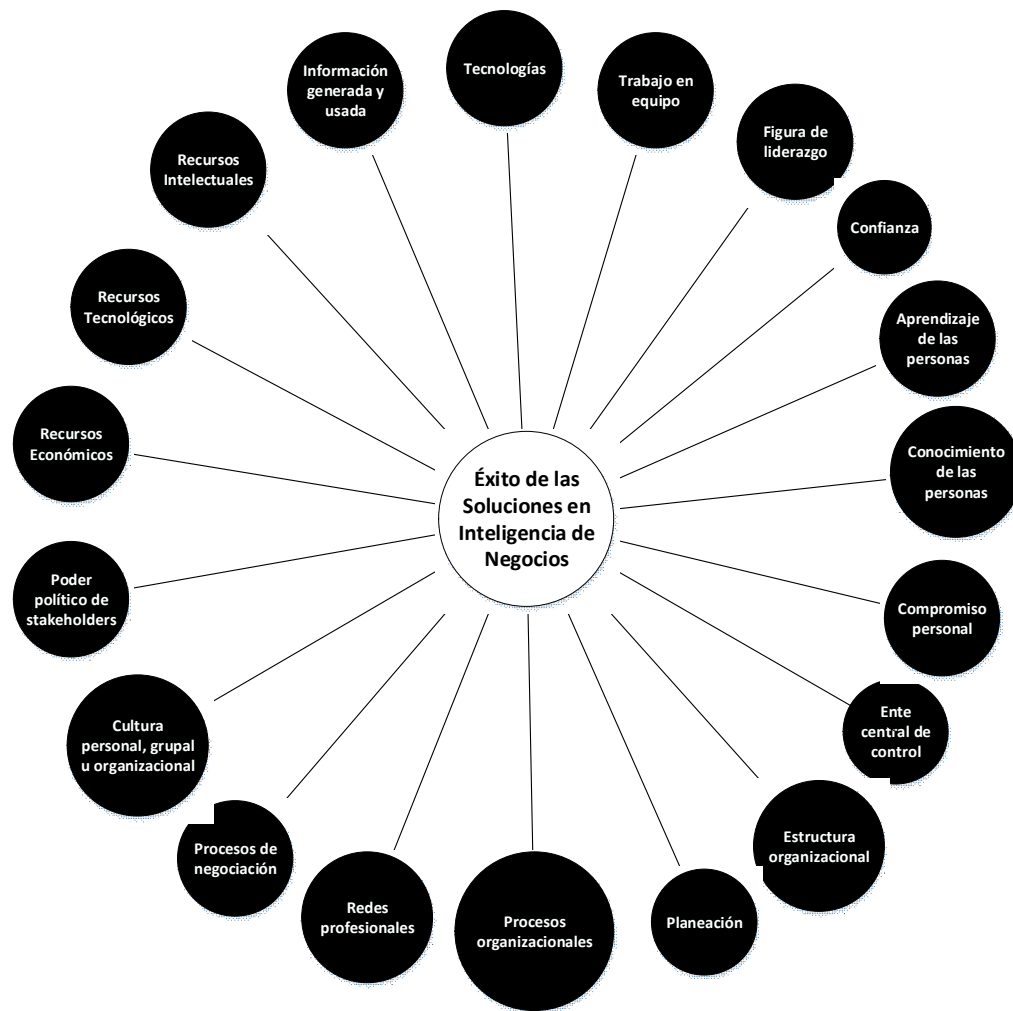 Tecnologías
Trabajo en
equipo
Figura de
liderazgo
Confianza
Aprendizaje
de las
personas
Conocimiento
de las
personas
Compromiso
personal
Ente
central de
control
Estructura
organizacional
Planeación
Procesos
organizacionales
Redes
profesionales
Procesos de
negociación
Cultura
personal, grupal
u organizacional
Poder
político de
stakeholders
Recursos
Económicos
Recursos
Tecnológicos
Recursos
Intelectuales
Información
generada y
usada
Éxito de las
Soluciones en
Inteligencia de
Negocios